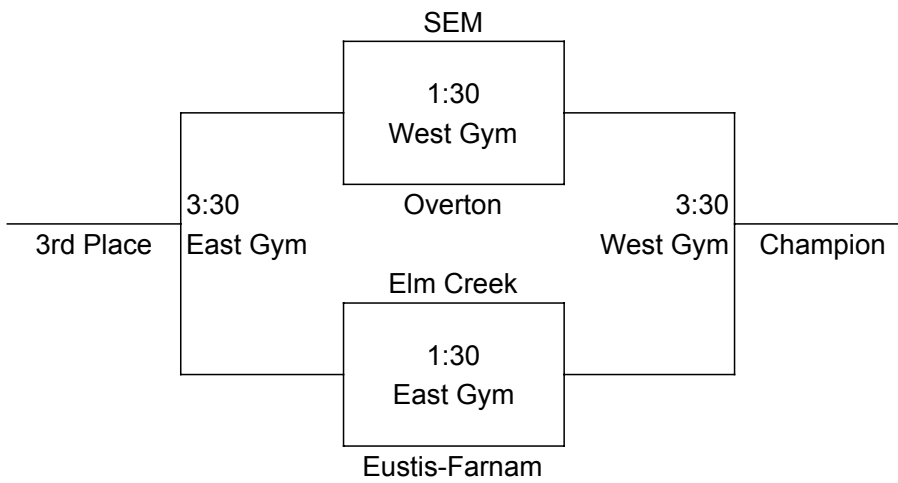 SEM
1:30
West Gym
Overton
3:30
East Gym
3rd Place
3:30
West Gym
Champion
Elm Creek
1:30
East Gym
Eustis-Farnam